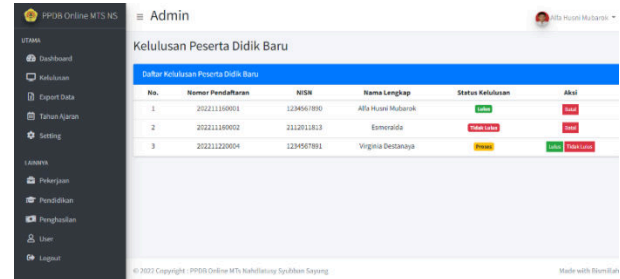 PPDB Online MTS NS
Admin
Alfa Husni Mubarok
UTAMA
Dashboard
Kelulusan
Export Data
Tahun Ajaran
Setting
LAINNYA
Pekerjaan
Pendidikan
Penghasilan
User
Logout
Kelulusan Peserta Didik Baru
Daftar Kelulusan Peserta Didik Baru
No. Nomor Pendaftaran NISN Nama Lengkap Status Kelulusan Aksi
1 202211160001 1234567890 Alfa Husni Mubarok Lulus Batal
2 202211160002 2112011813 Esmeralda Tidak Lulus Batal
3 202211220004 1234567891 Virginia Destanaya Proses Lulus Tidak Lulus
© 2022 Copyright : PPDB Online MTs Nahdlatusy Syubban Sayung
Made with Bismillah